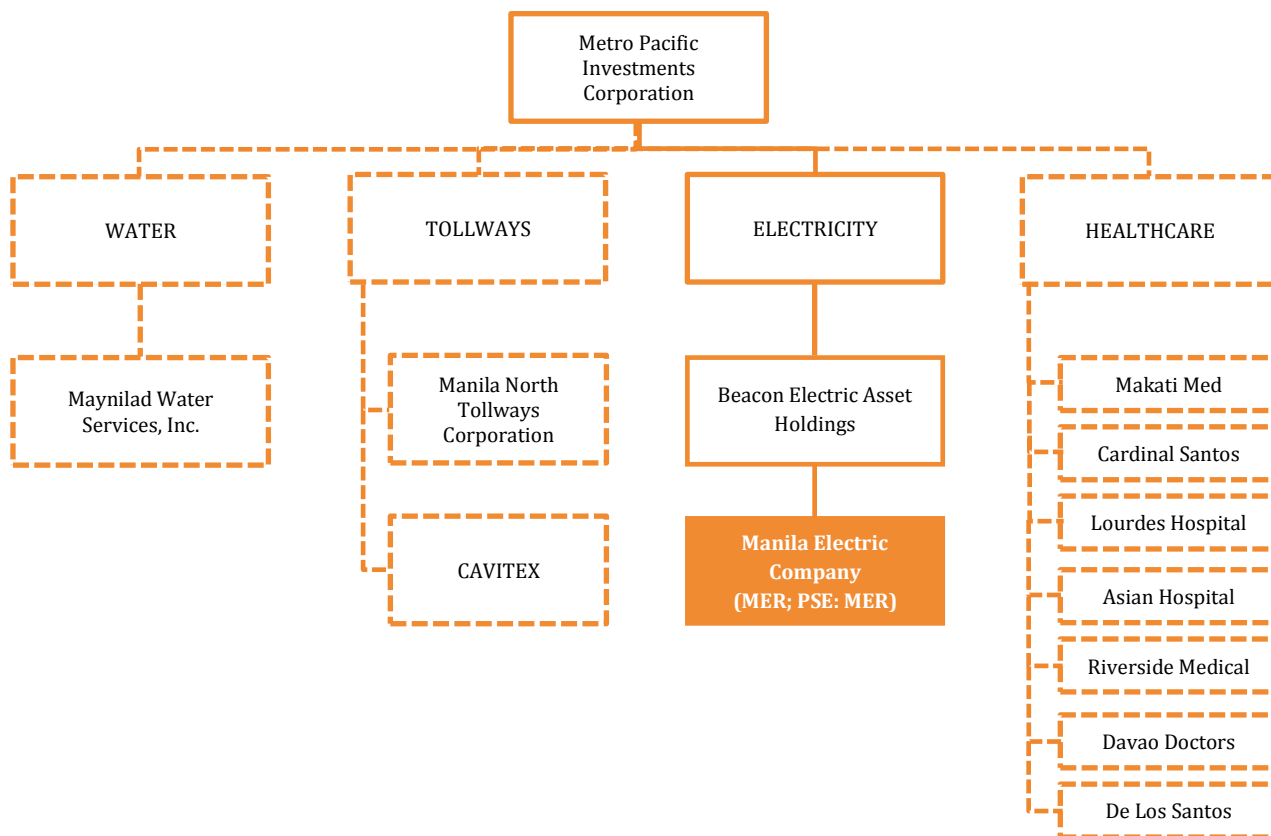 Metro Pacific
Investments
Corporation
WATER
TOLLWAYS
ELECTRICITY
HEALTHCARE
Maynilad Water
Services, Inc.
Manila North
Tollways
Corporation
CAVITEX
Beacon Electric Asset
Holdings
Manila Electric
Company
(MER; PSE: MER)
Makati Med
Cardinal Santos
Lourdes Hospital
Asian Hospital
Riverside Medical
Davao Doctors
De Los Santos